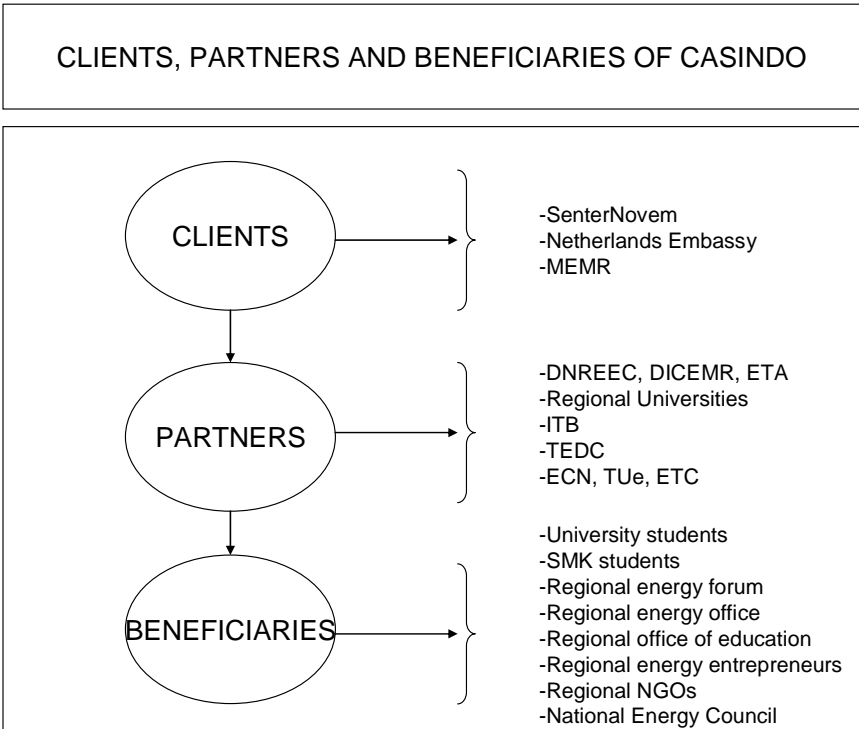 CLIENTS, PARTNERS AND BENEFICIARIES OF CASINDO
CLIENTS
-SenterNovem
-Netherlands Embassy
-MEMR
PARTNERS
-DNREEC, DICEMR, ETA
-Regional Universities
-ITB
-TEDC
-ECN, TUe, ETC
BENEFICIARIES
-University students
-SMK students
-Regional energy forum
-Regional energy office
-Regional office of education
-Regional energy entrepreneurs
-Regional NGOs
-National Energy Council